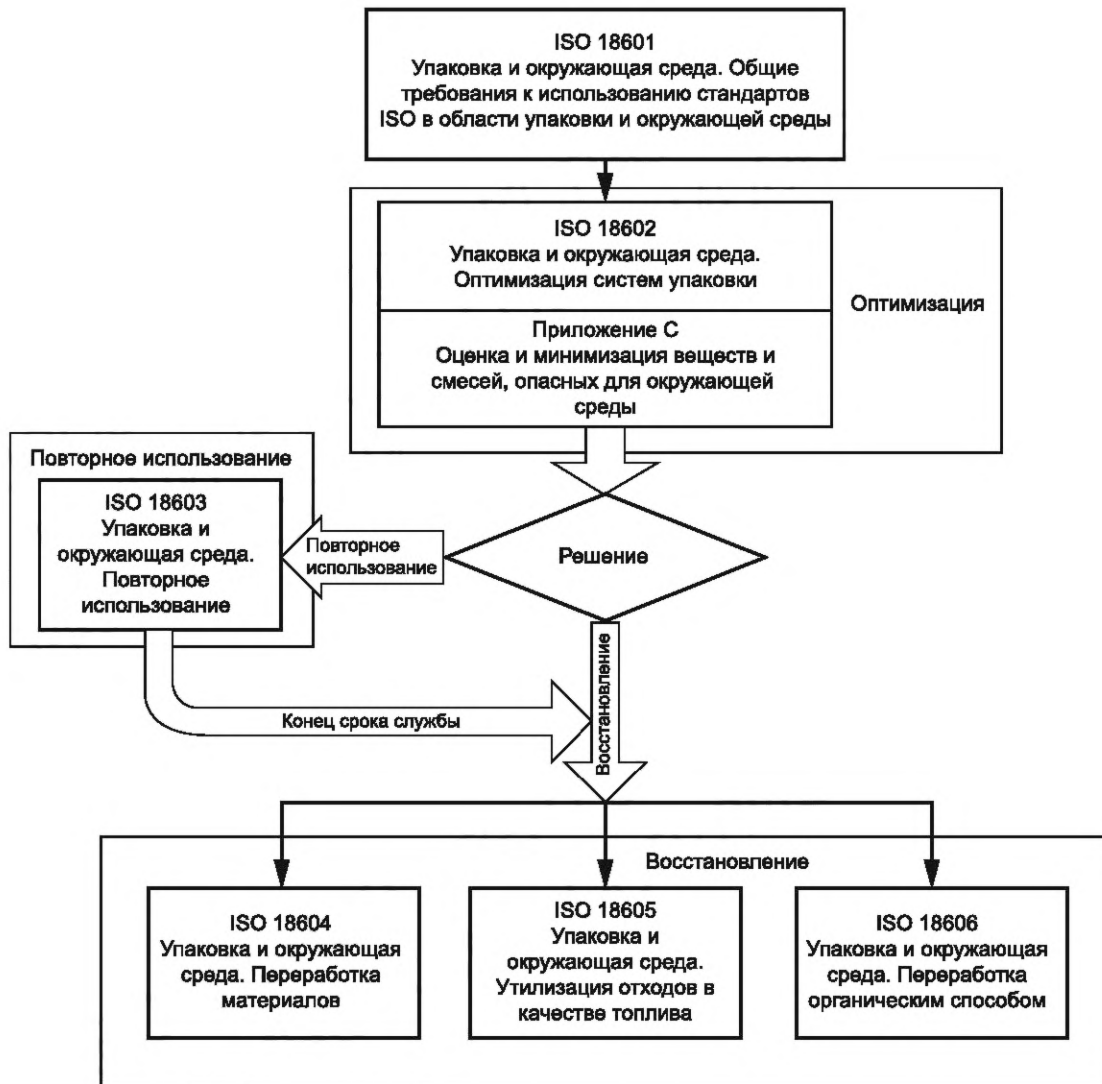 ISO 18601
Упаковка и окружающая среда. Общие
требования к использованию стандартов
ISO в области упаковки и окружающей среды
ISO 18602
Упаковка и окружающая среда.
Оптимизация систем упаковки
Оптимизация
Приложение С
Оценка и минимизация веществ и
смесей, опасных для окружающей
среды
Повторное использование
ISO 18603
Упаковка и
окружающая среда.
Повторное
использование
Повторное
использование
Решение
Восстановление
Конец срока службы
Восстановление
ISO 18604
Упаковка и окружающая
среда. Переработка
материалов
ISO 18605
Упаковка и
окружающая среда.
Утилизация отходов в
качестве топлива
ISO 18606
Упаковка и окружающая
среда. Переработка
органическим способом